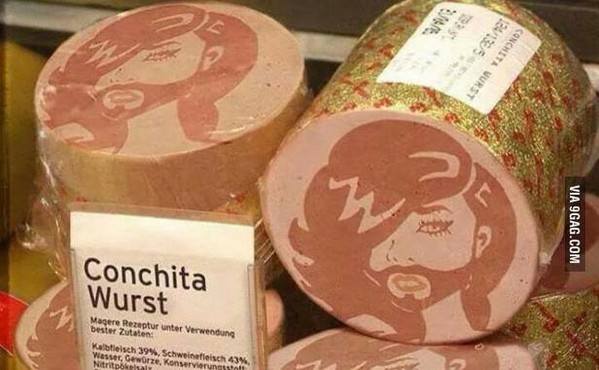 CONCHITA WURST
Conchita
Wurst
Magere Rezeptur unter Verwendung
bester Zutaten:
Kalbfleisch 39%, Schweinefleisch 43%,
Wasser, Gewürze, Konservierungsstoff:
Nitritpökelsalz
VIA 9GAG.COM